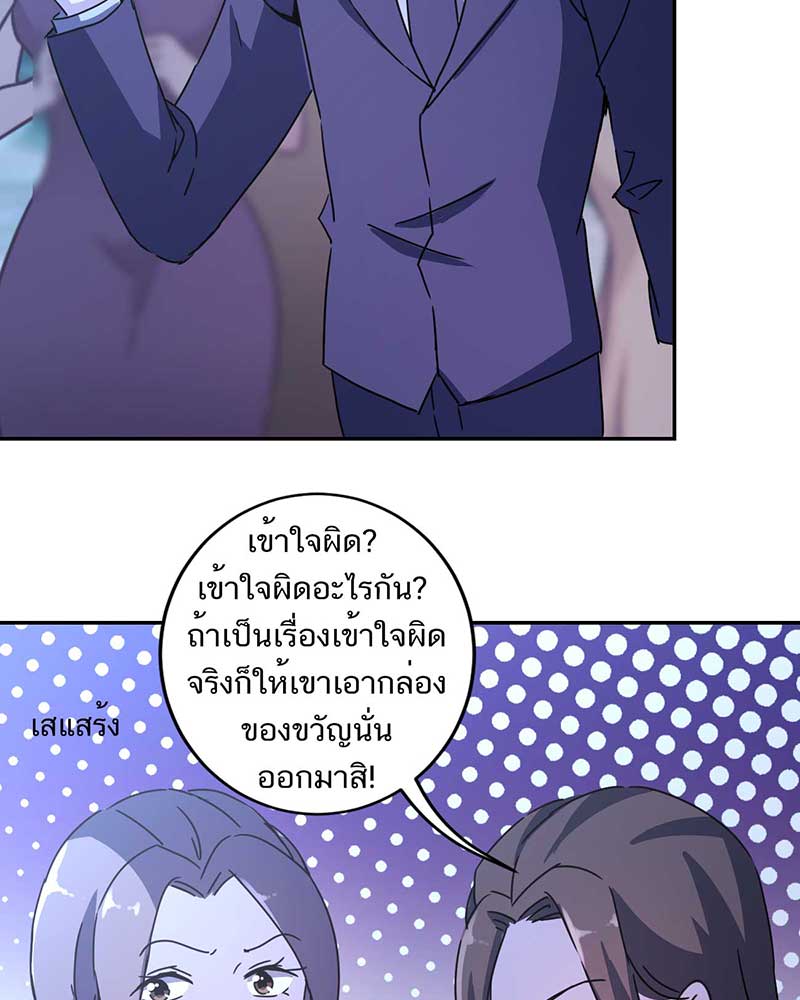 เข้าใจผิด?
เข้าใจผิดอะไรกัน?
ถ้าเป็นเรื่องเข้าใจผิด
จริงก็ให้เขาเอากล่อง
ของขวัญนั่น
ออกมาสิ!
เสแสร้ง